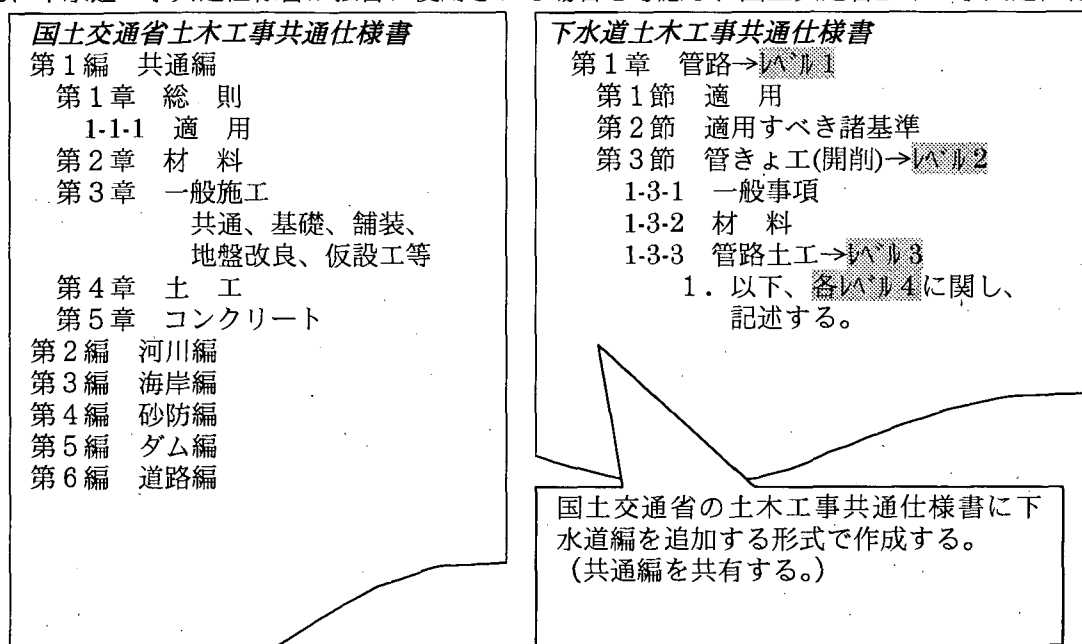 国土交通省土木工事共通仕様書
第1編　共通編
第1章　総　則
1-1-1　適　用
第2章　材　料
第3章　一般施工
共通、基礎、舗装、
地盤改良、仮設工等
第4章　土　工
第5章　コンクリート
第2編　河川編
第3編　海岸編
第4編　砂防編
第5編　ダム編
第6編　道路編
下水道土木工事共通仕様書
第1章　管路→ﾚﾍﾞﾙ1
第1節　適　用
第2節　適用すべき諸基準
第3節　管きょ工(開削)→ﾚﾍﾞﾙ2
1-3-1　一般事項
1-3-2　材　料
1-3-3　管路土工→ﾚﾍﾞﾙ3
1．以下、各ﾚﾍﾞﾙ4に関し、
記述する。
国土交通省の土木工事共通仕様書に下
水道編を追加する形式で作成する。
（共通編を共有する。）